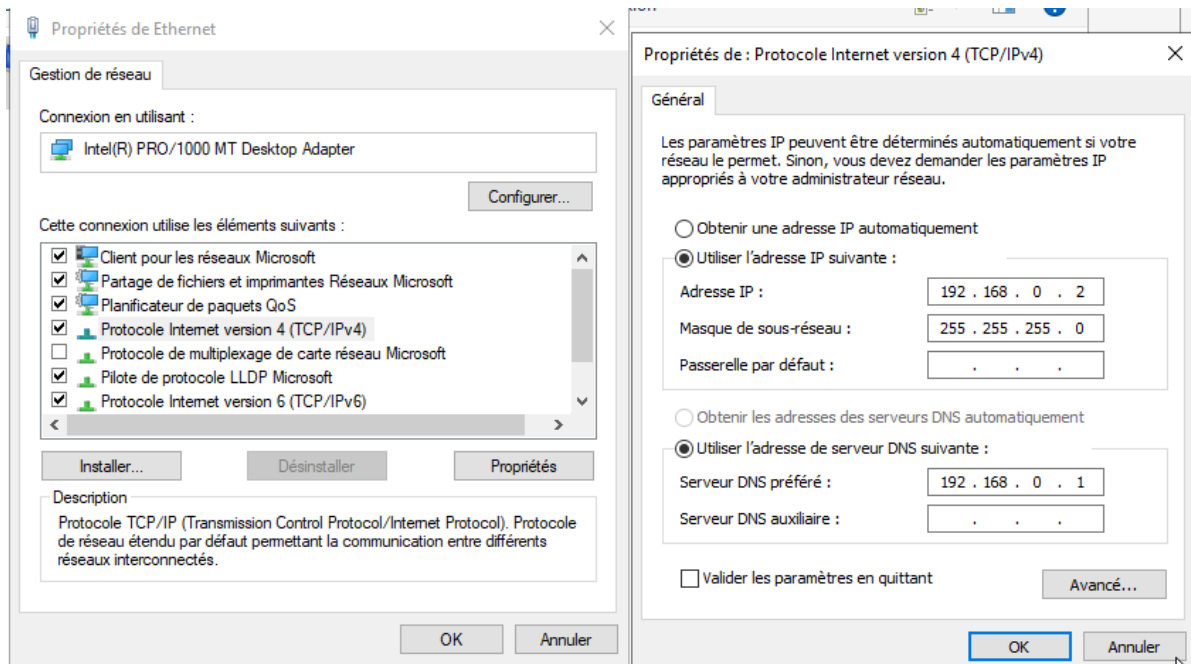 Propriétés de Ethernet
Gestion de réseau
Connexion en utilisant :
Intel(R) PRO/1000 MT Desktop Adapter
Configurer...
Cette connexion utilise les éléments suivants :
Client pour les réseaux Microsoft
Partage de fichiers et imprimantes Réseaux Microsoft
Planificateur de paquets QoS
Protocole Internet version 4 (TCP/IPv4)
Protocole de multiplexage de carte réseau Microsoft
Pilote de protocole LLDP Microsoft
Protocole Internet version 6 (TCP/IPv6)
Installer...
Désinstaller
Propriétés
Description
Protocole TCP/IP (Transmission Control Protocol/Internet Protocol). Protocole
de réseau étendu par défaut permettant la communication entre différents
réseaux interconnectés.
OK
Annuler
Propriétés de : Protocole Internet version 4 (TCP/IPv4)
Général
Les paramètres IP peuvent être déterminés automatiquement si votre
réseau le permet. Sinon, vous devez demander les paramètres IP
appropriés à votre administrateur réseau.
Obtenir une adresse IP automatiquement
Utiliser l'adresse IP suivante :
Adresse IP :
192 . 168 . 0 . 2
Masque de sous-réseau :
255 . 255 . 255 . 0
Passerelle par défaut :
. . .
Obtenir les adresses des serveurs DNS automatiquement
Utiliser l'adresse de serveur DNS suivante :
Serveur DNS préféré :
192 . 168 . 0 . 1
Serveur DNS auxiliaire :
. . .
Valider les paramètres en quittant
Avancé...
OK
Annuler